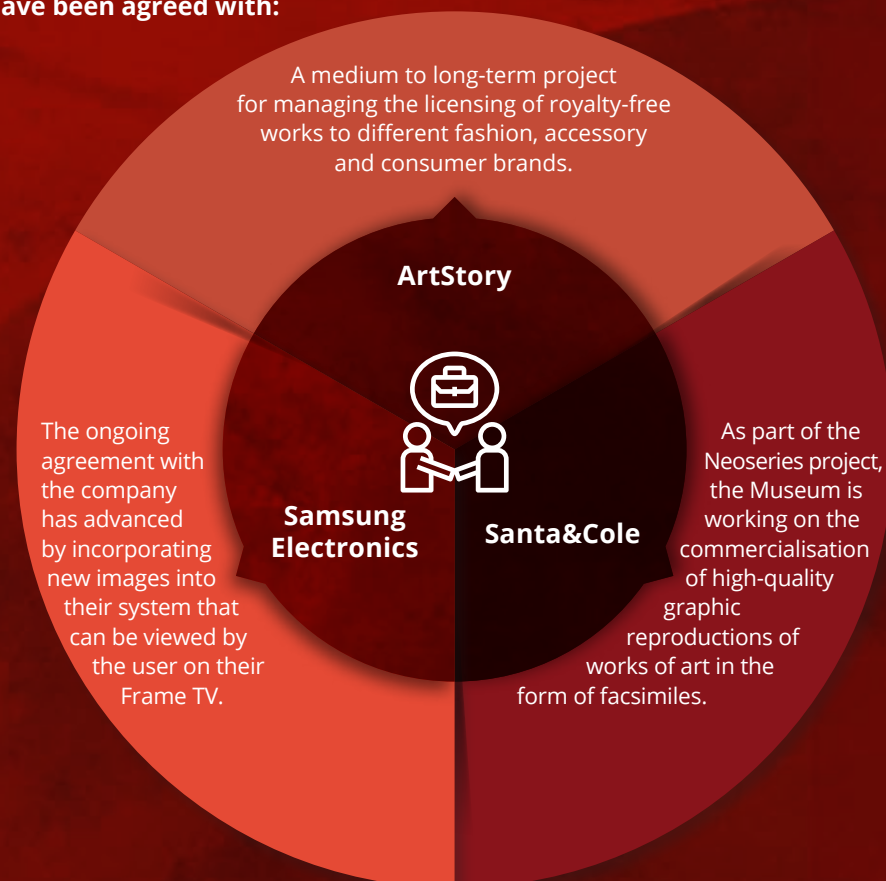 ave been agreed with:
A medium to long-term project
for managing the licensing of royalty-free
works to different fashion, accessory
and consumer brands.
ArtStory
The ongoing
agreement with
the company
has advanced
by incorporating
new images into
their system that
can be viewed by
the user on their
Frame TV.
Samsung
Electronics
Santa&Cole
As part of the
Neoseries project,
the Museum is
working on the
commercialisation
of high-quality
graphic
reproductions of
works of art in the
form of facsimiles.